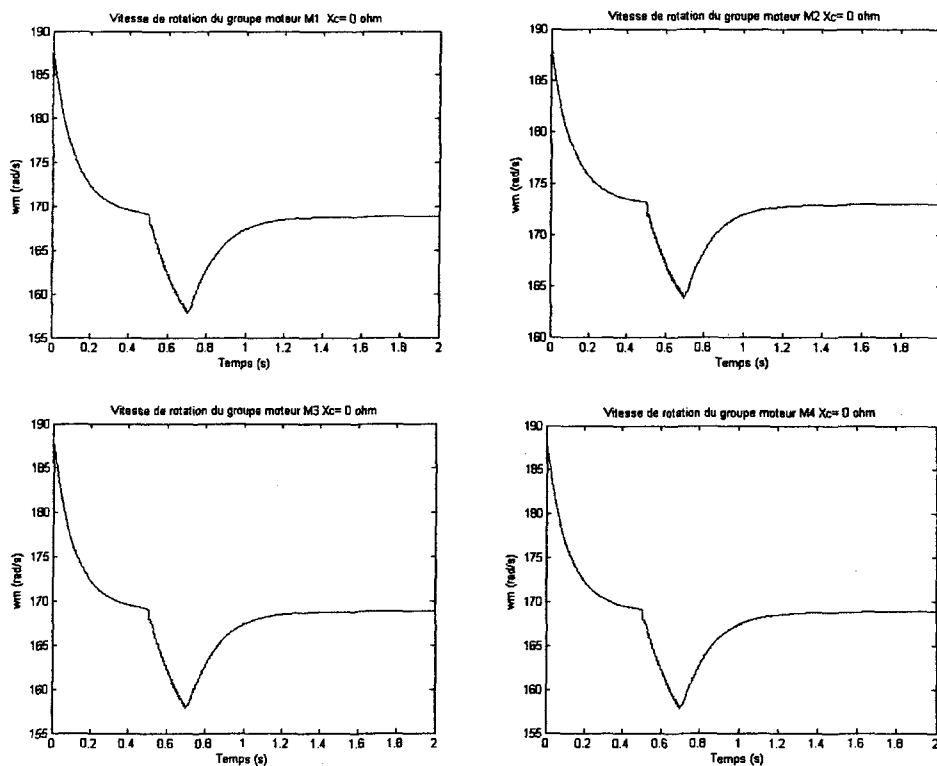 Vitesse de rotation du groupe moteur M1 Xc= 0 ohm
190
185
180
175
170
165
160
155
wm (rad/s)
0 0.2 0.4 0.6 0.8 1 1.2 1.4 1.6 1.8 2
Temps (s)
Vitesse de rotation du groupe moteur M2 Xc= 0 ohm
190
185
180
175
170
165
160
wm (rad/s)
0 0.2 0.4 0.6 0.8 1 1.2 1.4 1.6 1.8 2
Temps (s)
Vitesse de rotation du groupe moteur M3 Xc= 0 ohm
190
185
180
175
170
165
160
155
wm (rad/s)
0 0.2 0.4 0.6 0.8 1 1.2 1.4 1.6 1.8 2
Temps (s)
Vitesse de rotation du groupe moteur M4 Xc= 0 ohm
190
185
180
175
170
165
160
155
wm (rad/s)
0 0.2 0.4 0.6 0.8 1 1.2 1.4 1.6 1.8 2
Temps (s)